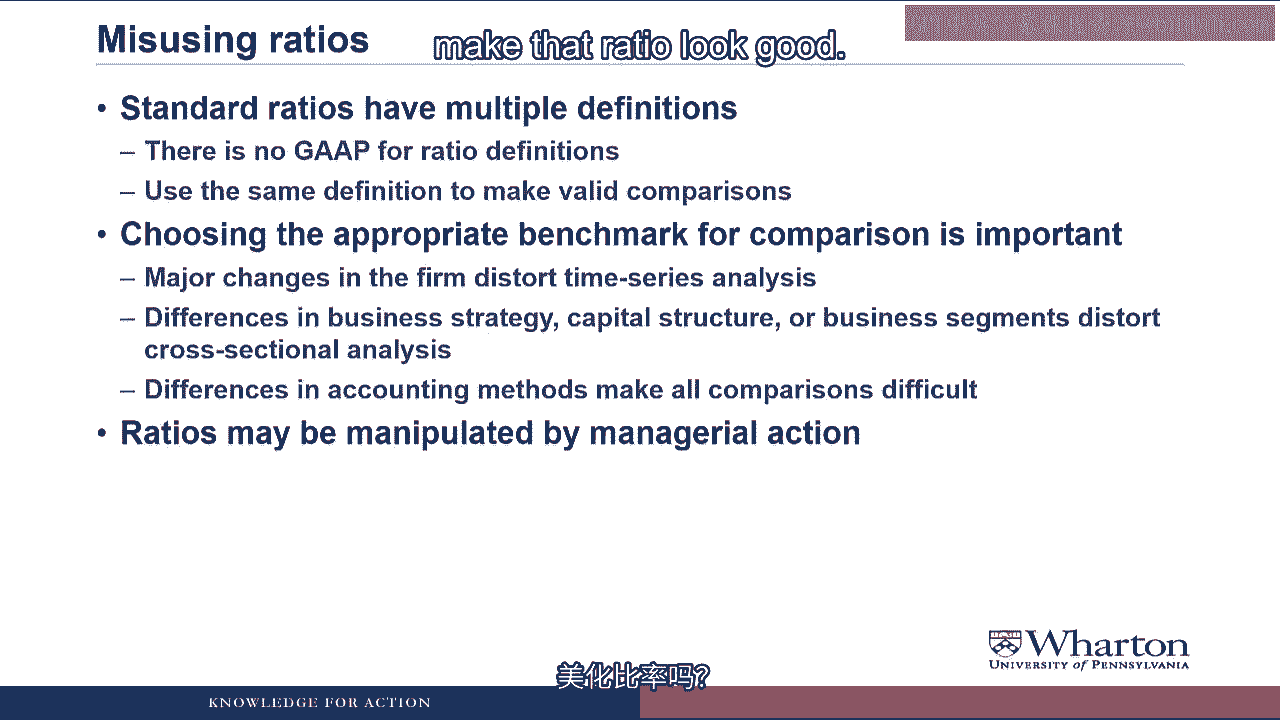 Misusing ratios
make that ratio look good.
• Standard ratios have multiple definitions
– There is no GAAP for ratio definitions
– Use the same definition to make valid comparisons
• Choosing the appropriate benchmark for comparison is important
– Major changes in the firm distort time-series analysis
– Differences in business strategy, capital structure, or business segments distort
cross-sectional analysis
– Differences in accounting methods make all comparisons difficult
• Ratios may be manipulated by managerial action
Wharton
UNIVERSITY of PENNSYLVANIA
美化比率吗?
KNOWLEDGE FOR ACTION